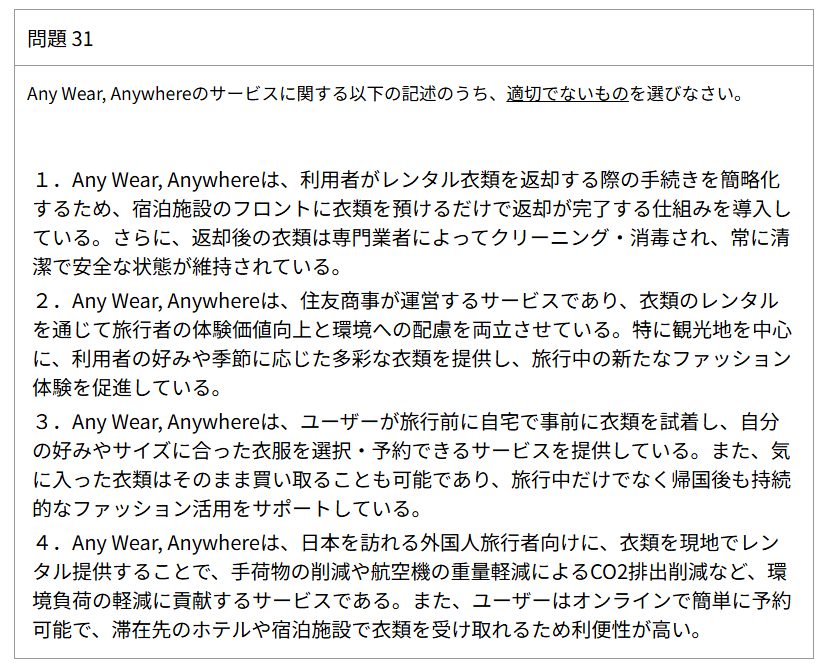 問題 31
Any Wear, Anywhereのサービスに関する以下の記述のうち、適切でないものを選びなさい。
１．Any Wear, Anywhereは、利用者がレンタル衣類を返却する際の手続きを簡略化
するため、宿泊施設のフロントに衣類を預けるだけで返却が完了する仕組みを導入し
ている。さらに、返却後の衣類は専門業者によってクリーニング・消毒され、常に清
潔で安全な状態が維持されている。
２．Any Wear, Anywhereは、住友商事が運営するサービスであり、衣類のレンタル
を通じて旅行者の体験価値向上と環境への配慮を両立させている。特に観光地を中心
に、利用者の好みや季節に応じた多彩な衣類を提供し、旅行中の新たなファッション
体験を促進している。
３．Any Wear, Anywhereは、ユーザーが旅行前に自宅で事前に衣類を試着し、自分
の好みやサイズに合った衣服を選択・予約できるサービスを提供している。また、気
に入った衣類はそのまま買い取ることも可能であり、旅行中だけでなく帰国後も持続
的なファッション活用をサポートしている。
４．Any Wear, Anywhereは、日本を訪れる外国人旅行者向けに、衣類を現地でレン
タル提供することで、手荷物の削減や航空機の重量軽減によるCO2排出削減など、環
境負荷の軽減に貢献するサービスである。また、ユーザーはオンラインで簡単に予約
可能で、滞在先のホテルや宿泊施設で衣類を受け取れるため利便性が高い。